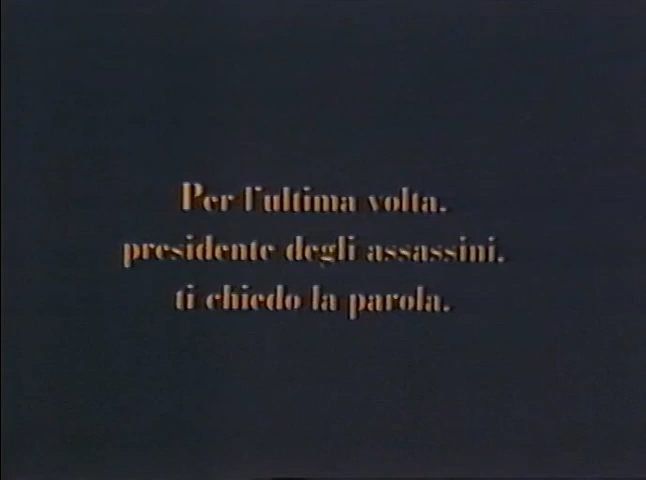 Per l'ultima volta,
presidente degli assassini,
ti chiedo la parola.